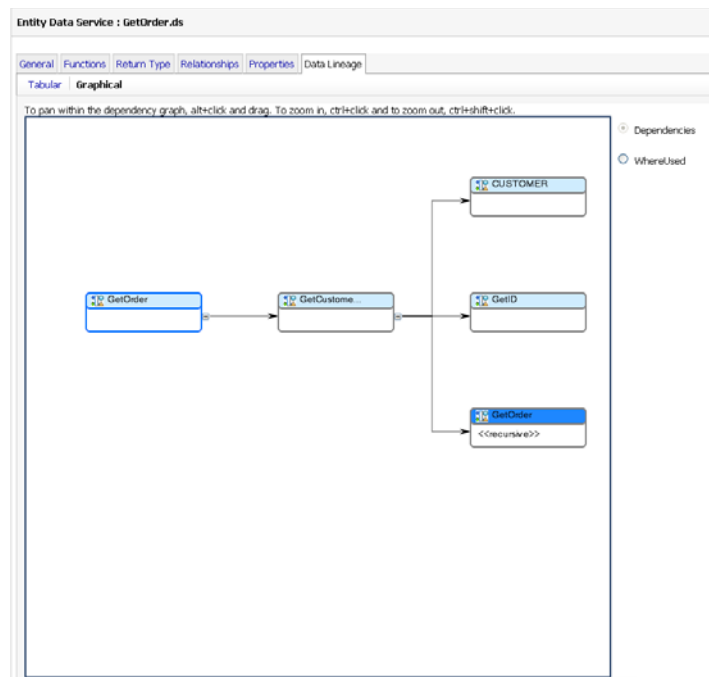 Entity Data Service : GetOrder.ds
General Functions Return Type Relationships Properties Data Lineage
Tabular Graphical
To pan within the dependency graph, alt+click and drag. To zoom in, ctrl+click and to zoom out, ctrl+shift+click.
Dependencies
WhereUsed
CUSTOMER
GetOrder
GetCustome...
GetID
GetOrder
<<recursive>>